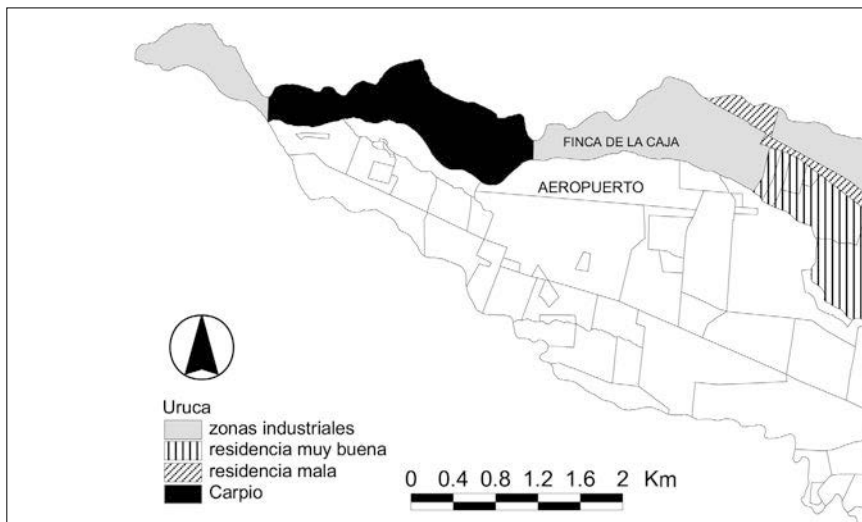 FINCA DE LA CAJA
AEROPUERTO
Uruca
zonas industriales
residencia muy buena
residencia mala
Carpio
0 0.4 0.8 1.2 1.6 2 Km